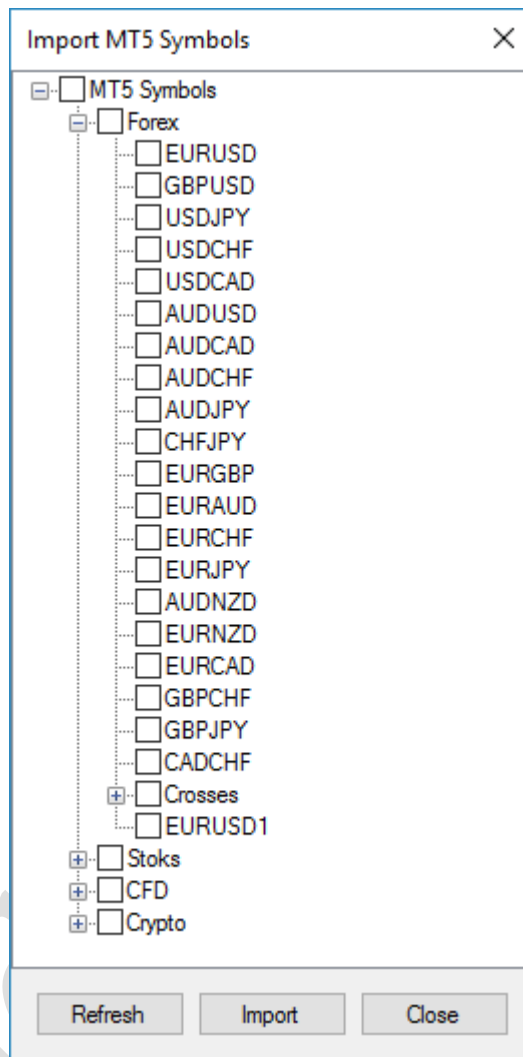 Import MT5 Symbols
MT5 Symbols
Forex
EURUSD
GBPUSD
USDJPY
USDCHF
USDCAD
AUDUSD
AUDCAD
AUDCHF
AUDJPY
CHFJPY
EURGBP
EURAUD
EURCHF
EURJPY
AUDNZD
EURNZD
EURCAD
GBPCHF
GBPJPY
CADCHF
Crosses
EURUSD1
Stoks
CFD
Crypto
Refresh Import Close